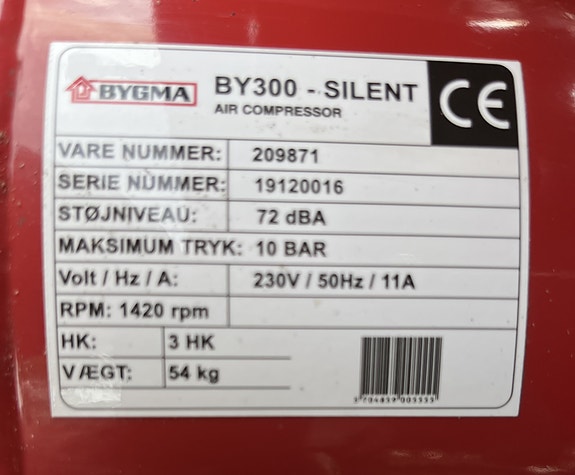 BYGMA
BY300 - SILENT
AIR COMPRESSOR
CE
VARE NUMMER: 209871
SERIE NUMMER: 19120016
STØJNIVEAU: 72 dBA
MAKSIMUM TRYK: 10 BAR
Volt / Hz / A: 230V / 50Hz / 11A
RPM: 1420 rpm
HK: 3 HK
VÆGT: 54 kg